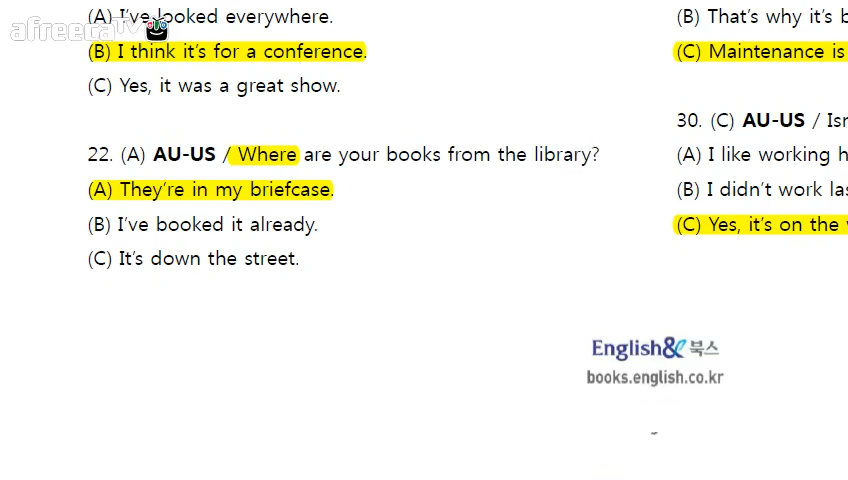 afreecaTV
(A) I've looked everywhere.
(B) I think it's for a conference.
(C) Yes, it was a great show.
22. (A) AU-US / Where are your books from the library?
(A) They're in my briefcase.
(B) I've booked it already.
(C) It's down the street.
(B) That's why it's
(C) Maintenance is
30. (C) AU-US /
(A) I like working
(B) I didn't work
(C) Yes, it's on the
English& 북스
books.english.co.kr